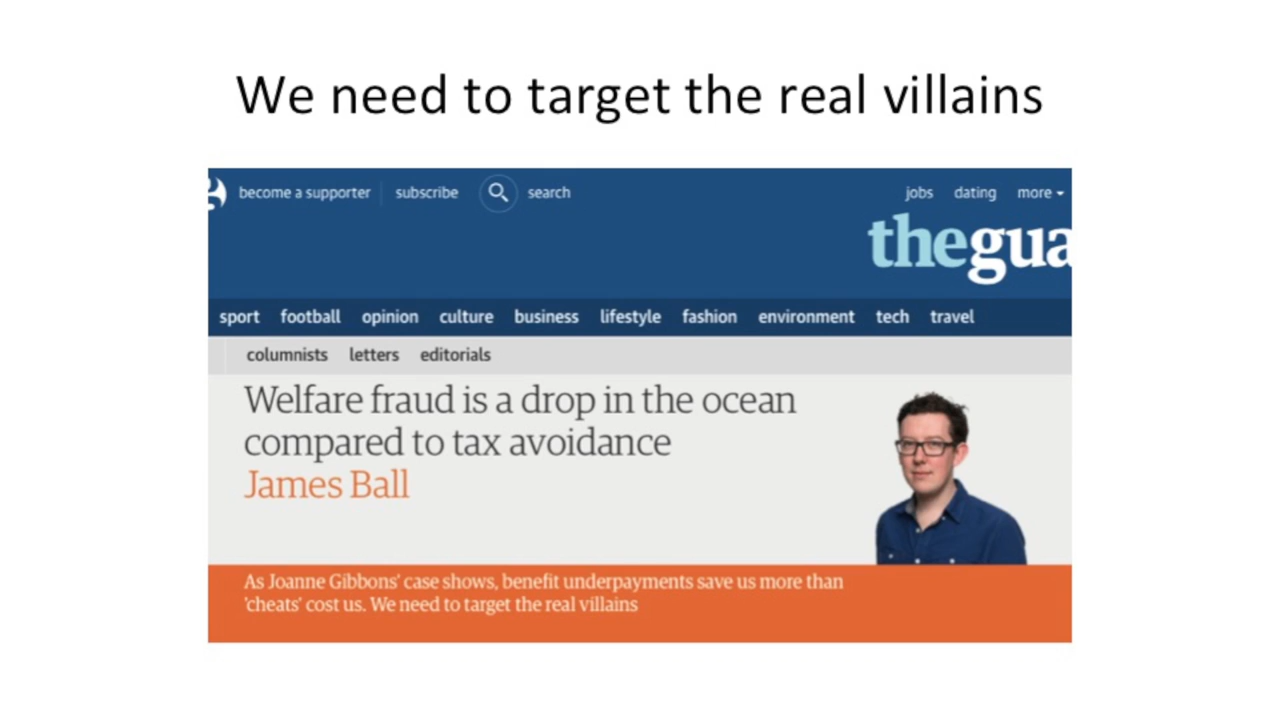 We need to target the real villains
become a supporter subscribe search jobs dating more
thegua
sport football opinion culture business lifestyle fashion environment tech travel
columnists letters editorials
Welfare fraud is a drop in the ocean
compared to tax avoidance
James Ball
As Joanne Gibbons' case shows, benefit underpayments save us more than
'cheats' cost us. We need to target the real villains